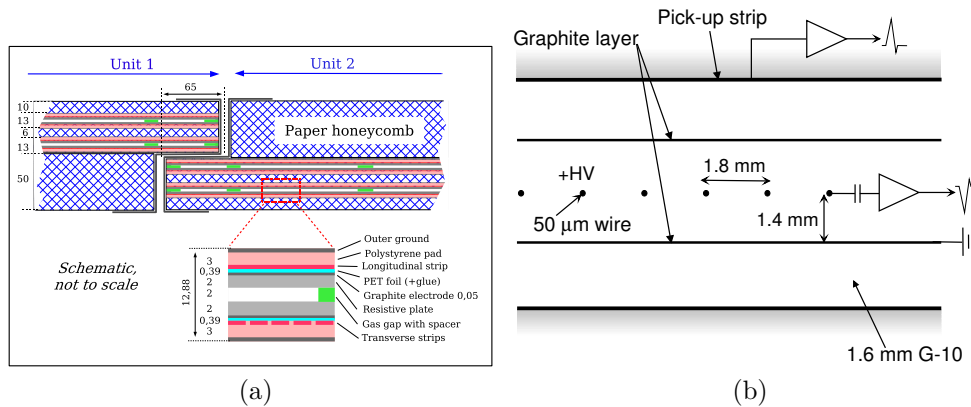 Unit 1
Unit 2
65
10
13
6
13
50
Paper honeycomb
Schematic,
not to scale
12,88
3
0,39
2
2
2
0,39
3
Outer ground
Polystyrene pad
Longitudinal strip
PET foil (+glue)
Graphite electrode 0,05
Resistive plate
Gas gap with spacer
Transverse strips
(a)
Pick-up strip
Graphite layer
+HV
1.8 mm
50 µm wire
1.4 mm
1.6 mm G-10
(b)